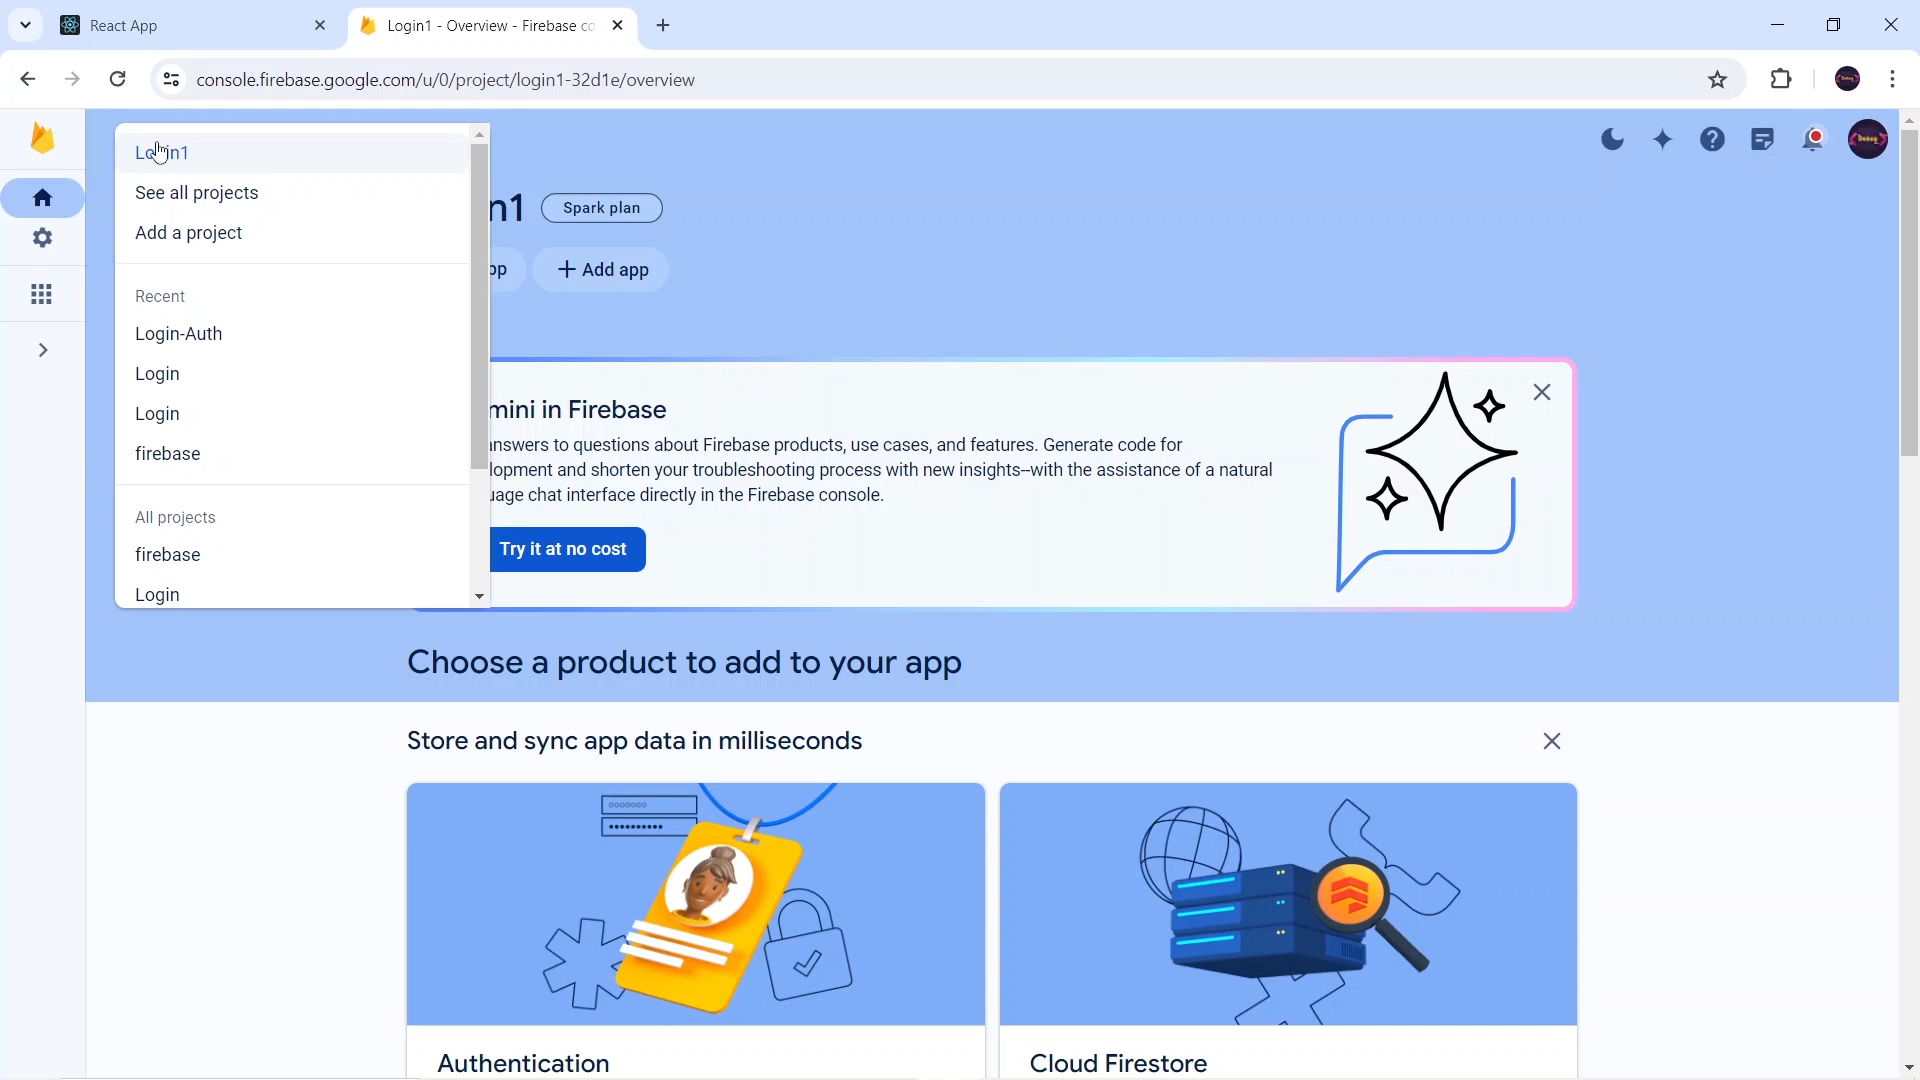 React App
Login1 - Overview - Firebase co
console.firebase.google.com/u/0/project/login1-32d1e/overview
Login1
See all projects
Add a project
Recent
Login-Auth
Login
Login
firebase
All projects
firebase
Login
n1
Spark plan
pp
+ Add app
mini in Firebase
answers to questions about Firebase products, use cases, and features. Generate code for
lopment and shorten your troubleshooting process with new insights–with the assistance of a natural
uage chat interface directly in the Firebase console.
Try it at no cost
Choose a product to add to your app
Store and sync app data in milliseconds
Authentication
Cloud Firestore